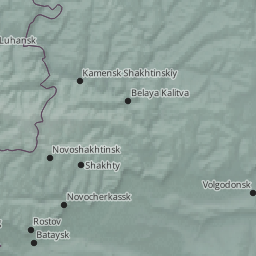 Luhansk
Kamensk-Shakhtinskiy
Belaya Kalitva
Novoshakhtinsk
Shakhty
Volgodonsk
Novocherkassk
Rostov
Bataysk